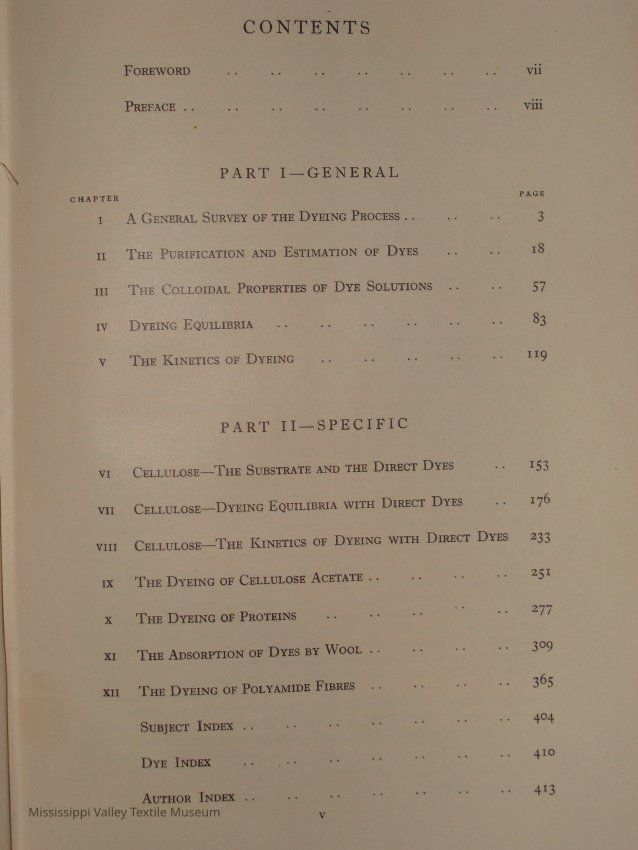 CONTENTS
FOREWORD .. .. .. .. .. .. .. vii
PREFACE .. .. .. .. .. .. .. .. viii
PART I—GENERAL
CHAPTER PAGE
I A GENERAL SURVEY OF THE DYEING PROCESS .. .. .. 3
II THE PURIFICATION AND ESTIMATION OF DYES .. .. 18
III THE COLLOIDAL PROPERTIES OF DYE SOLUTIONS .. .. 57
IV DYEING EQUILIBRIA .. .. .. .. .. .. 83
V THE KINETICS OF DYEING .. .. .. .. .. 119
PART II—SPECIFIC
VI CELLULOSE—THE SUBSTRATE AND THE DIRECT DYES .. 153
VII CELLULOSE—DYEING EQUILIBRIA WITH DIRECT DYES .. 176
VIII CELLULOSE—THE KINETICS OF DYEING WITH DIRECT DYES 233
IX THE DYEING OF CELLULOSE ACETATE .. .. .. .. 251
X THE DYEING OF PROTEINS .. .. .. .. .. 277
XI THE ADSORPTION OF DYES BY WOOL .. .. .. .. 309
XII THE DYEING OF POLYAMIDE FIBRES .. .. .. .. 365
SUBJECT INDEX .. .. .. .. .. .. .. 404
DYE INDEX .. .. .. .. .. .. .. 410
AUTHOR INDEX .. .. .. .. .. .. .. 413
Mississippi Valley Textile Museum
v